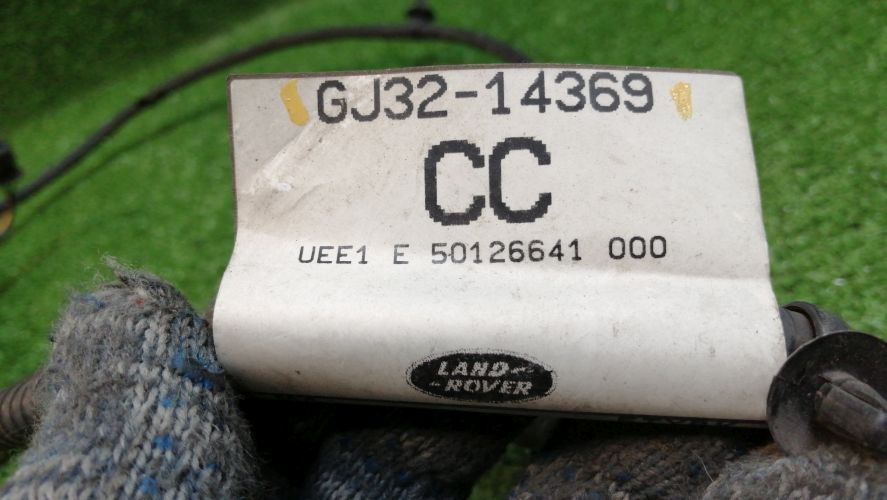 GJ32-14369
CC
UEE1 E 50126641 000
LAND
ROVER